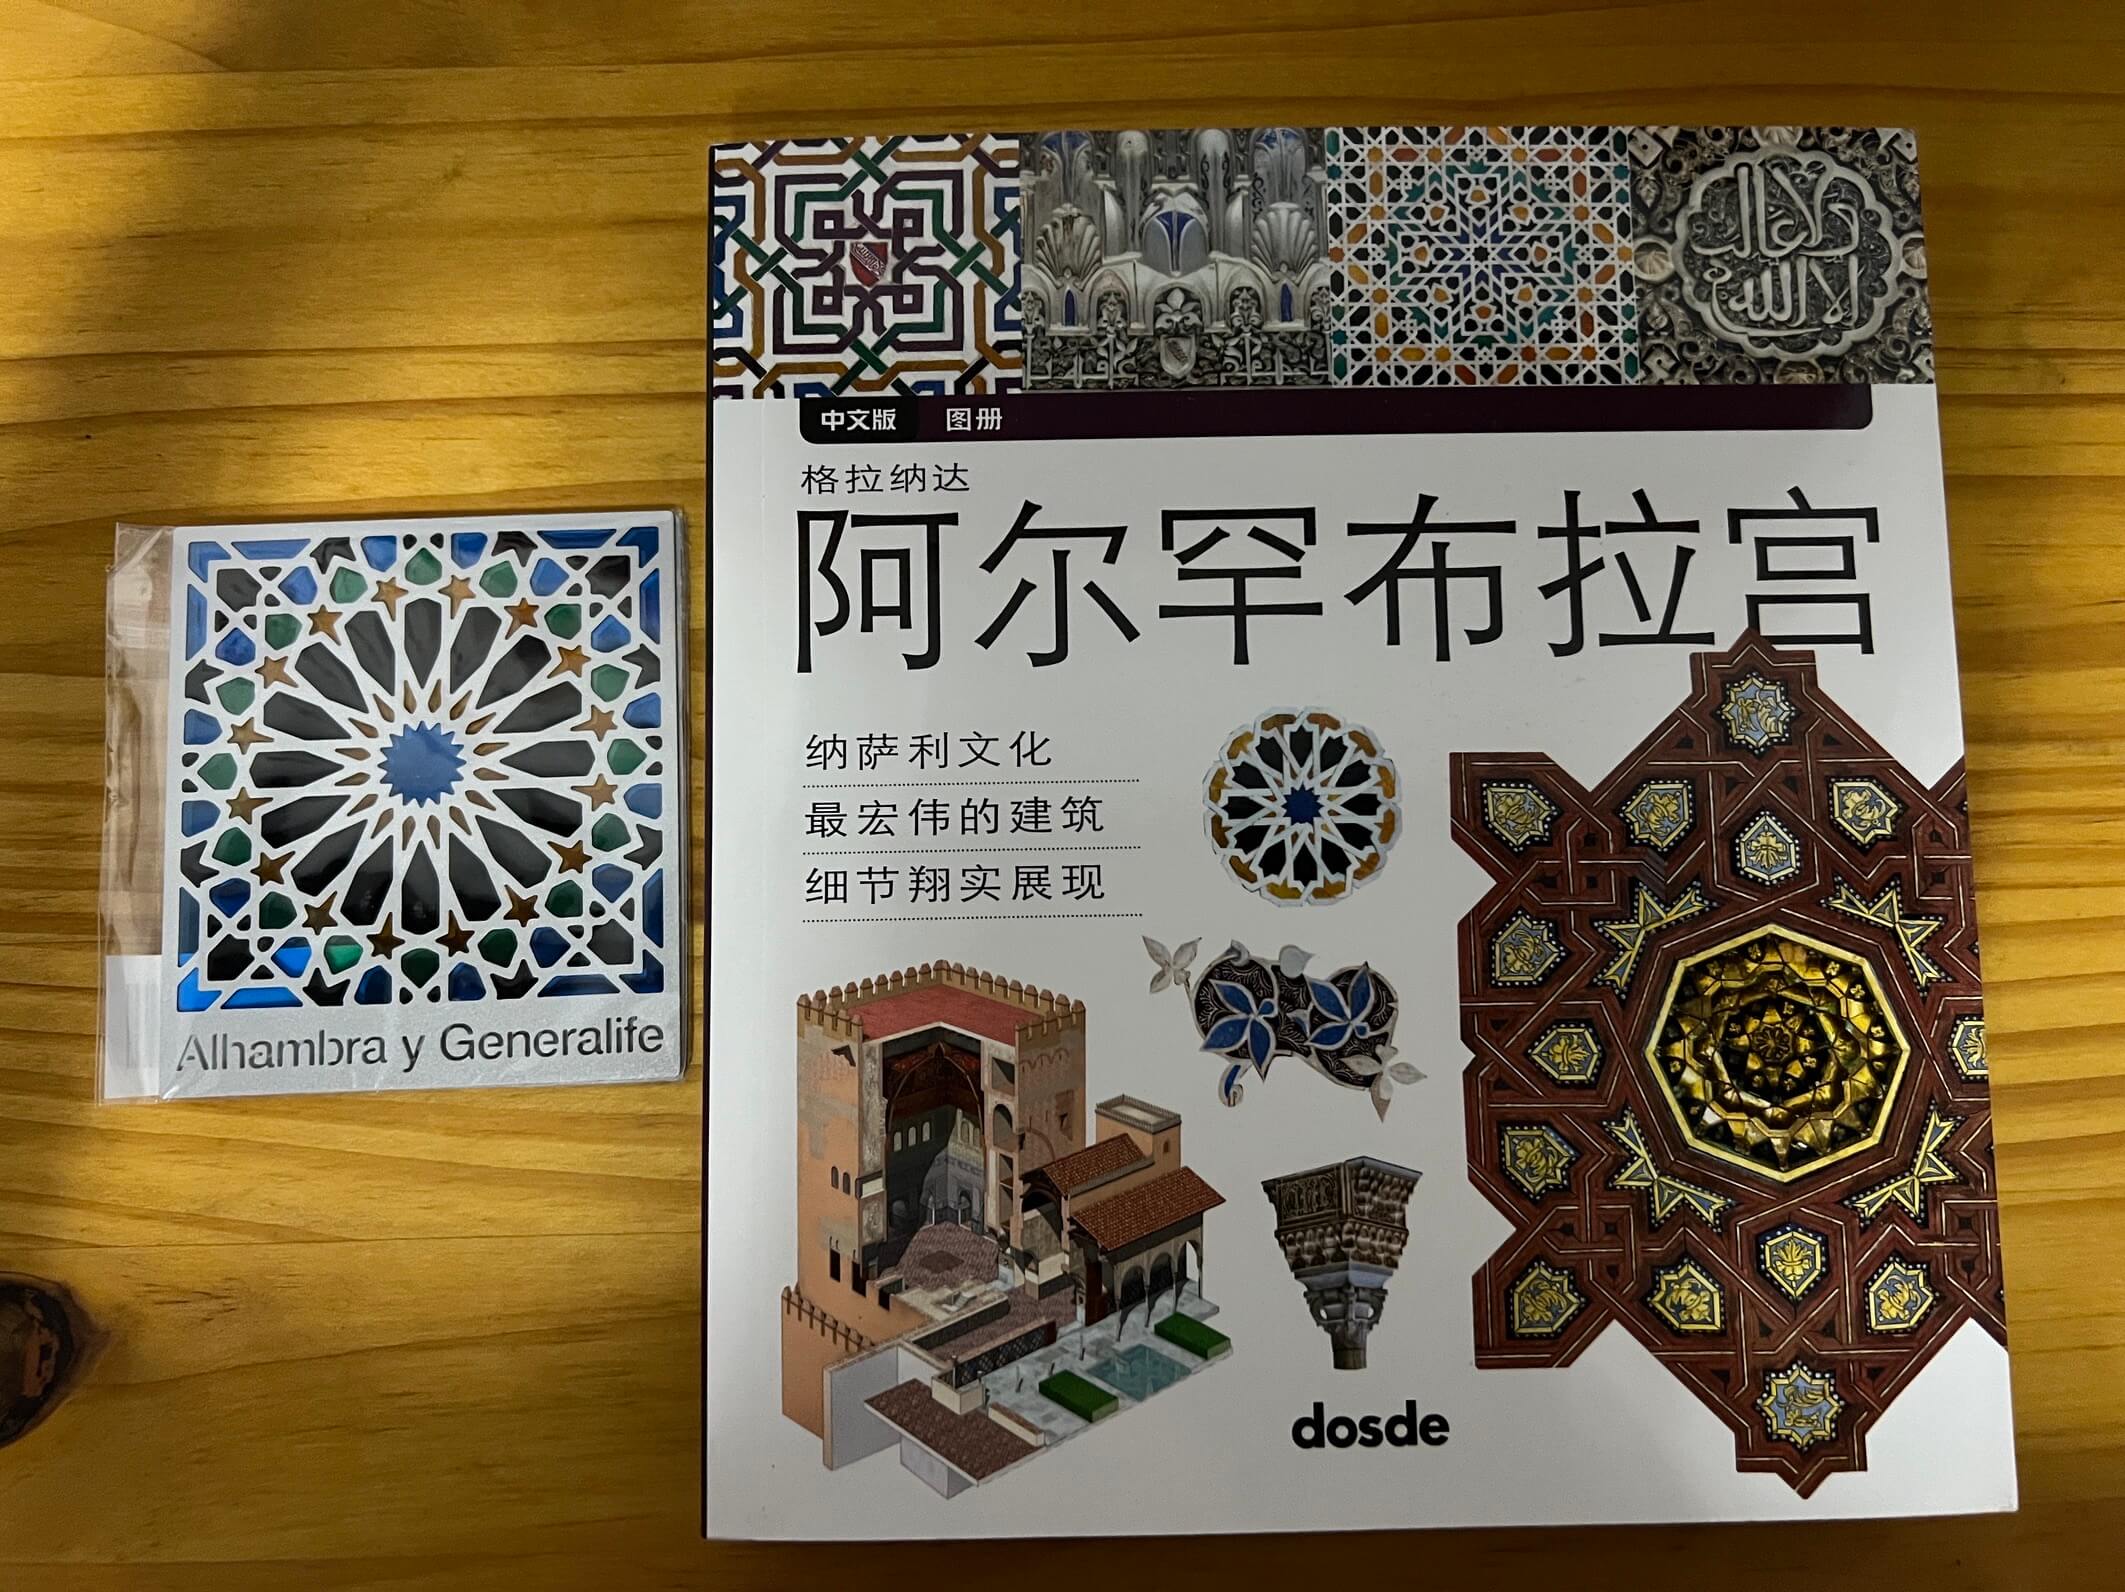 Alhambra y Generalife
中文版 图册
格拉纳达
阿尔罕布拉宫
纳萨利文化
最宏伟的建筑
细节翔实展现
dosde